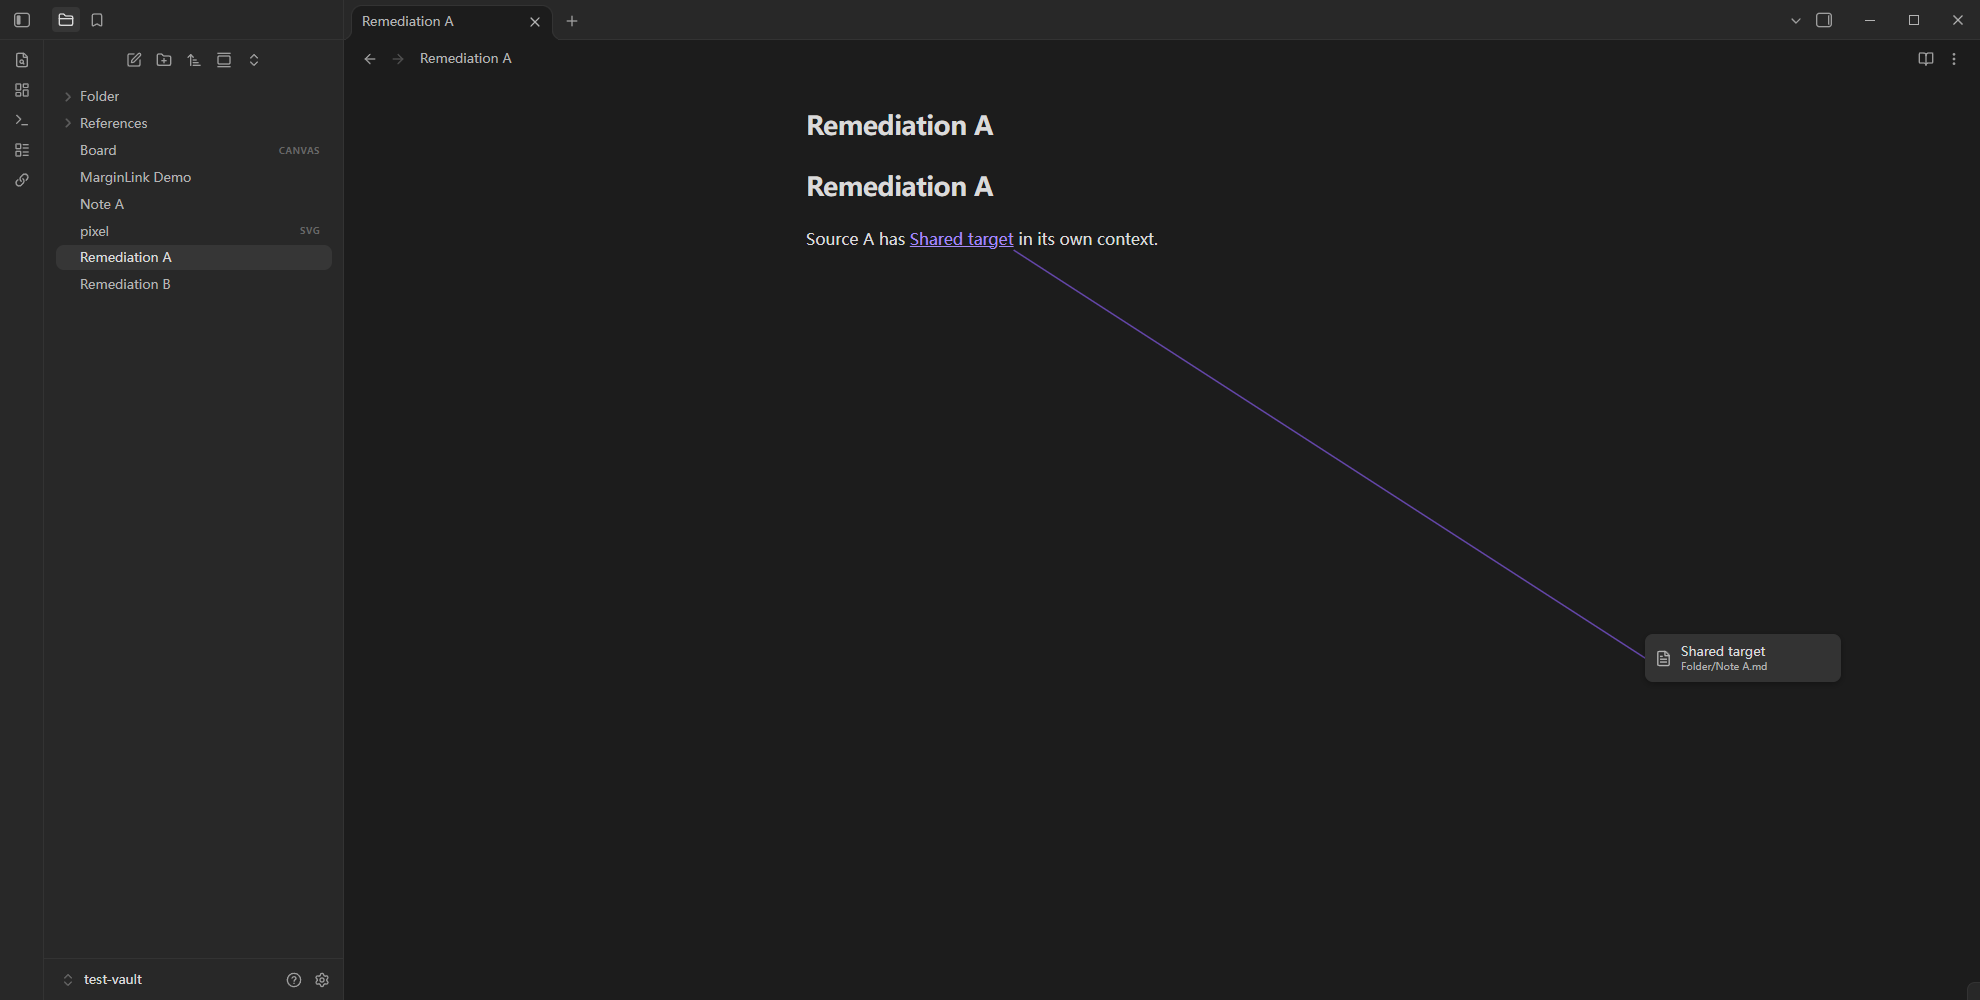 Remediation A
Remediation A
Folder
References
Board CANVAS
MarginLink Demo
Note A
pixel SVG
Remediation A
Remediation B
test-vault
Remediation A
Remediation A
Source A has Shared target in its own context.
Shared target
Folder/Note A.md